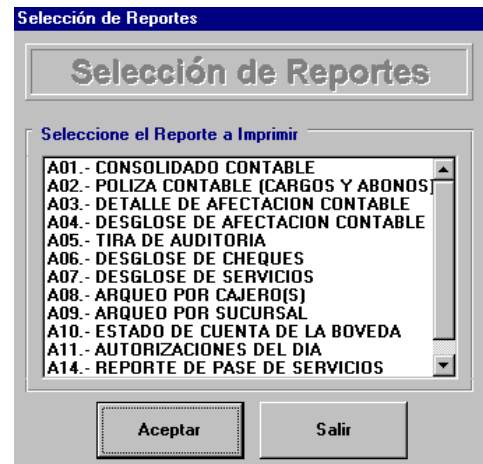 Selección de Reportes
Selección de Reportes
Seleccione el Reporte a Imprimir
A01.- CONSOLIDADO CONTABLE
A02.- POLIZA CONTABLE (CARGOS Y ABONOS)
A03.- DETALLE DE AFECTACION CONTABLE
A04.- DESGLOSE DE AFECTACION CONTABLE
A05.- TIRA DE AUDITORIA
A06.- DESGLOSE DE CHEQUES
A07.- DESGLOSE DE SERVICIOS
A08.- ARQUEO POR CAJERO(S)
A09.- ARQUEO POR SUCURSAL
A10.- ESTADO DE CUENTA DE LA BOVEDA
A11.- AUTORIZACIONES DEL DIA
A14.- REPORTE DE PASE DE SERVICIOS
Aceptar
Salir